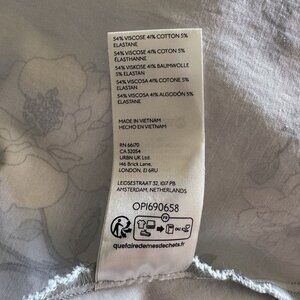 54% VISCOSE 41% COTTON 5%
ELASTANE
54% VISCOSE 41% COTON 5%
ELASTHANNE
54% VISKOSE 41% BAUMWOLLE
5% ELASTAN
54% VISCOSA 41% COTONE 5%
ELASTAN
54% VISCOSA 41% ALGODÓN 5%
ELASTANO
MADE IN VIETNAM
HECHO EN VIETNAM
RN 66170
CA 32054
URBN UK Ltd.
146 Brick Lane,
LONDON, E1 6RU
LEIDSESTRAAT 32, 1017 PB
AMSTERDAM, NETHERLANDS
OP1690658
FR
OU
quefairedemesdechets.fr